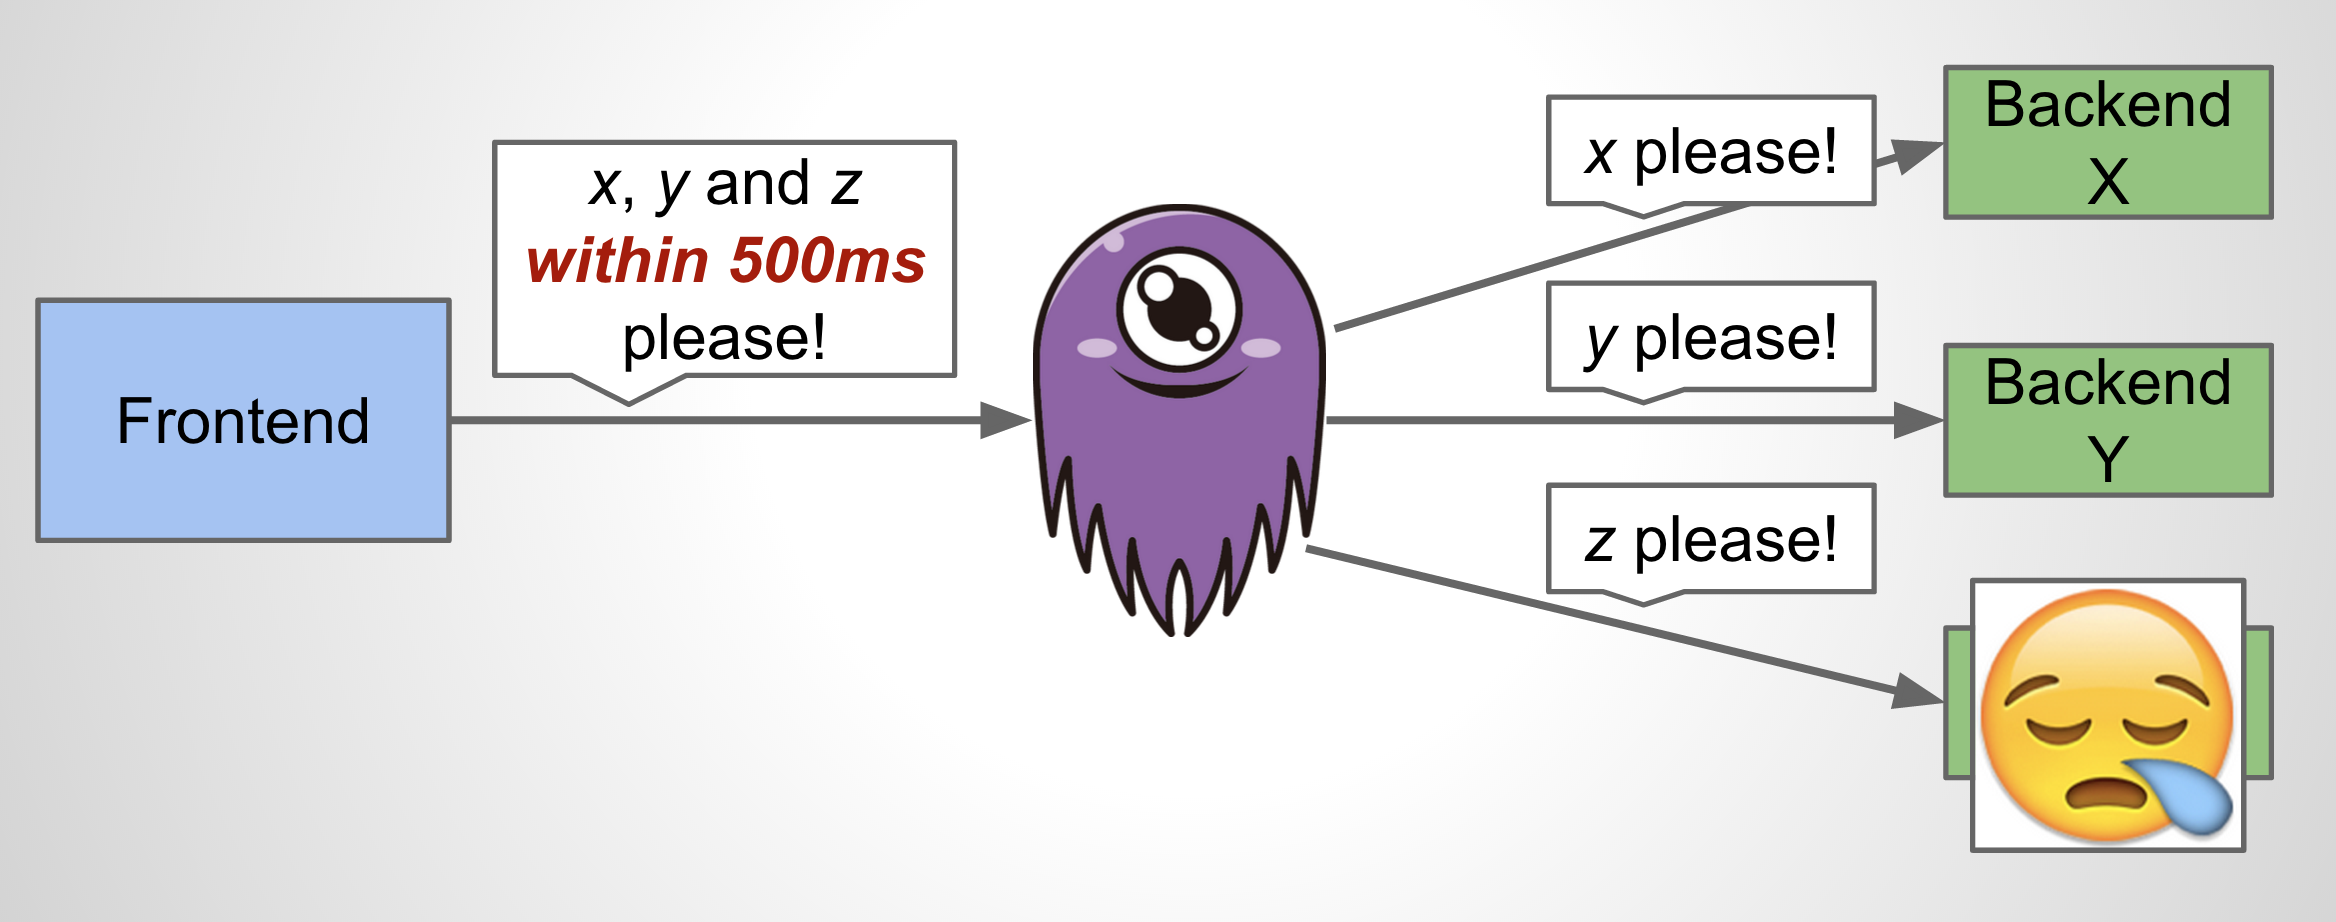 Frontend
x, y and z
within 500ms
please!
x please!
y please!
z please!
Backend
X
Backend
Y